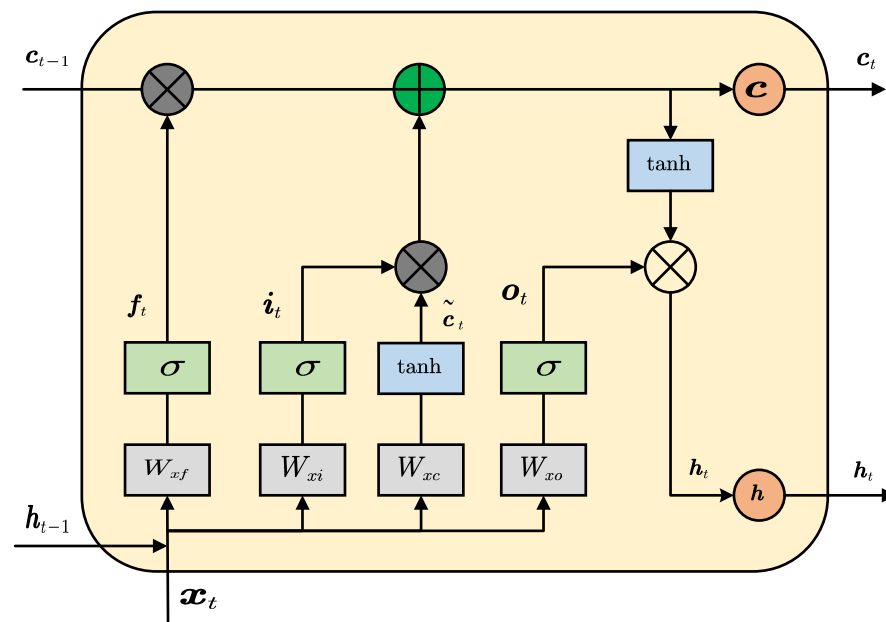 c_{t-1}
c_t
c
tanh
f_t
i_t
c̃_t
o_t
σ
σ
tanh
σ
W_{xf}
W_{xi}
W_{xc}
W_{xo}
h_t
h
h_t
h_{t-1}
x_t